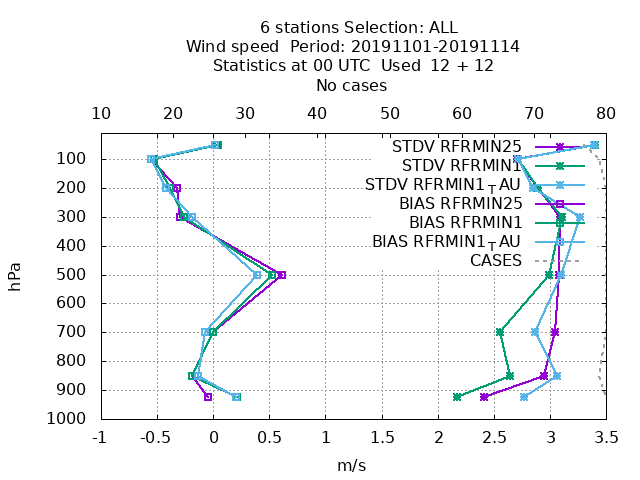 6 stations Selection: ALL
Wind speed  Period: 20191101-20191114
Statistics at 00 UTC  Used  12 + 12
No cases
10 20 30 40 50 60 70 80
STDV RFRMIN25
STDV RFRMIN1
STDV RFRMIN1_TAU
BIAS RFRMIN25
BIAS RFRMIN1
BIAS RFRMIN1_TAU
CASES
100
200
300
400
500
600
700
800
900
1000
hPa
-1 -0.5 0 0.5 1 1.5 2 2.5 3 3.5
m/s